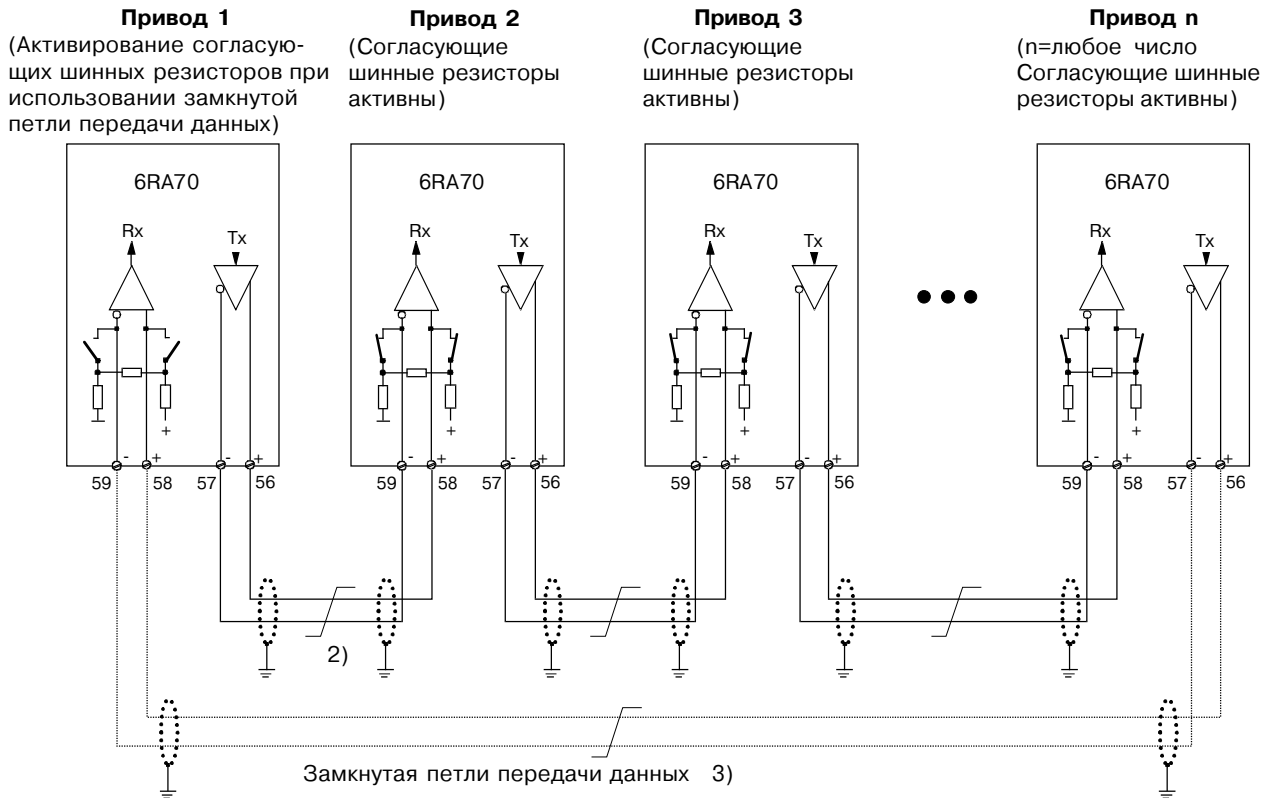 Привод 1
(Активирование согласую-
щих шинных резисторов при
использовании замкнутой
петли передачи данных)
Привод 2
(Согласующие
шинные резисторы
активны)
Привод 3
(Согласующие
шинные резисторы
активны)
Привод n
(n=любое число
Согласующие шинные
резисторы активны)
6RA70
6RA70
6RA70
6RA70
Rx
Tx
Rx
Tx
Rx
Tx
Rx
Tx
+
+
+
+
- + - +
- + - +
- + - +
- + - +
59 58 57 56
59 58 57 56
59 58 57 56
59 58 57 56
2)
Замкнутая петли передачи данных 3)